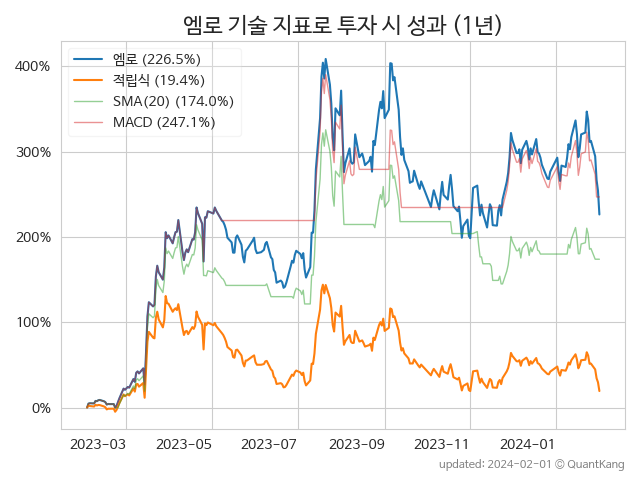 엠로 기술 지표로 투자 시 성과 (1년)
엠로 (226.5%)
적립식 (19.4%)
SMA(20) (174.0%)
MACD (247.1%)
400%
300%
200%
100%
0%
2023-03 2023-05 2023-07 2023-09 2023-11 2024-01
updated: 2024-02-01 © QuantKang